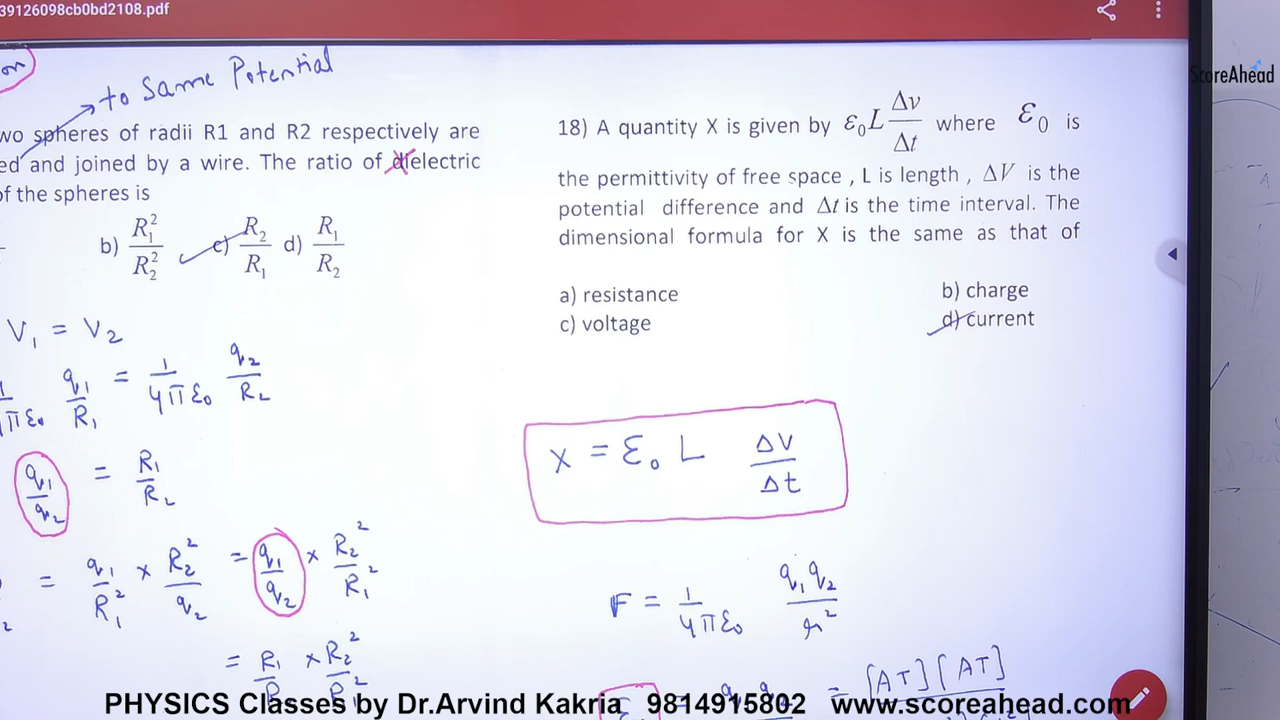 39126098cb0bd2108.pdf
ScoreAhead
on
to Same Potential
wo spheres of radii R1 and R2 respectively are
ed and joined by a wire. The ratio of dielectric
of the spheres is
b) R₁²/R₂² c) R₂/R₁ d) R₁/R₂
V₁ = V₂
1/4πε₀ q₁/R₁ = 1/4πε₀ q₂/R₂
q₁/q₂ = R₁/R₂
= q₁/R₁² × R₂²/q₂ = q₁/q₂ × R₂²/R₁²
= R₁/R × R₂²/R₁²
18) A quantity X is given by ε₀L Δv/Δt where ε₀ is
the permittivity of free space , L is length , ΔV is the
potential difference and Δt is the time interval. The
dimensional formula for X is the same as that of
a) resistance b) charge
c) voltage d) current
X = ε₀ L ΔV/Δt
F = 1/4πε₀ q₁q₂/r²
= [AT][AT]
PHYSICS Classes by Dr.Arvind Kakria 9814915802 www.scoreahead.com